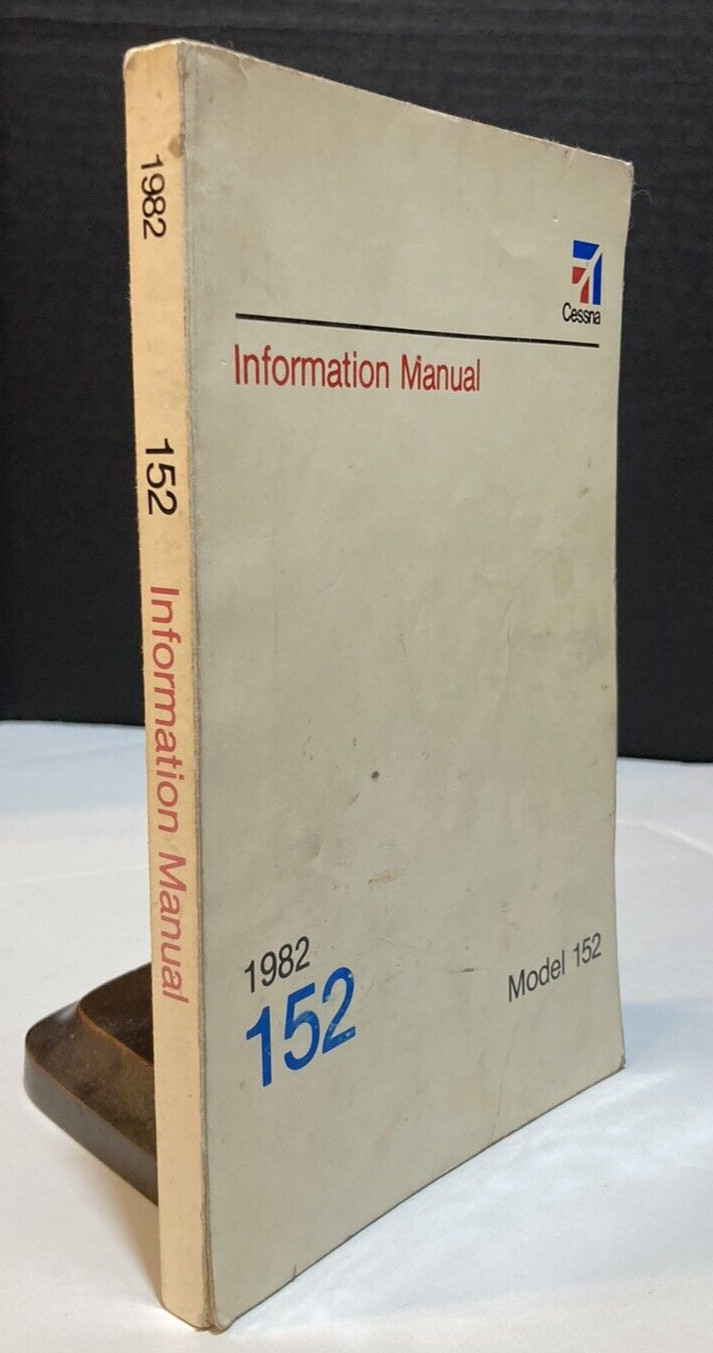 1982 152 Information Manual
Cessna
Information Manual
1982
152
Model 152